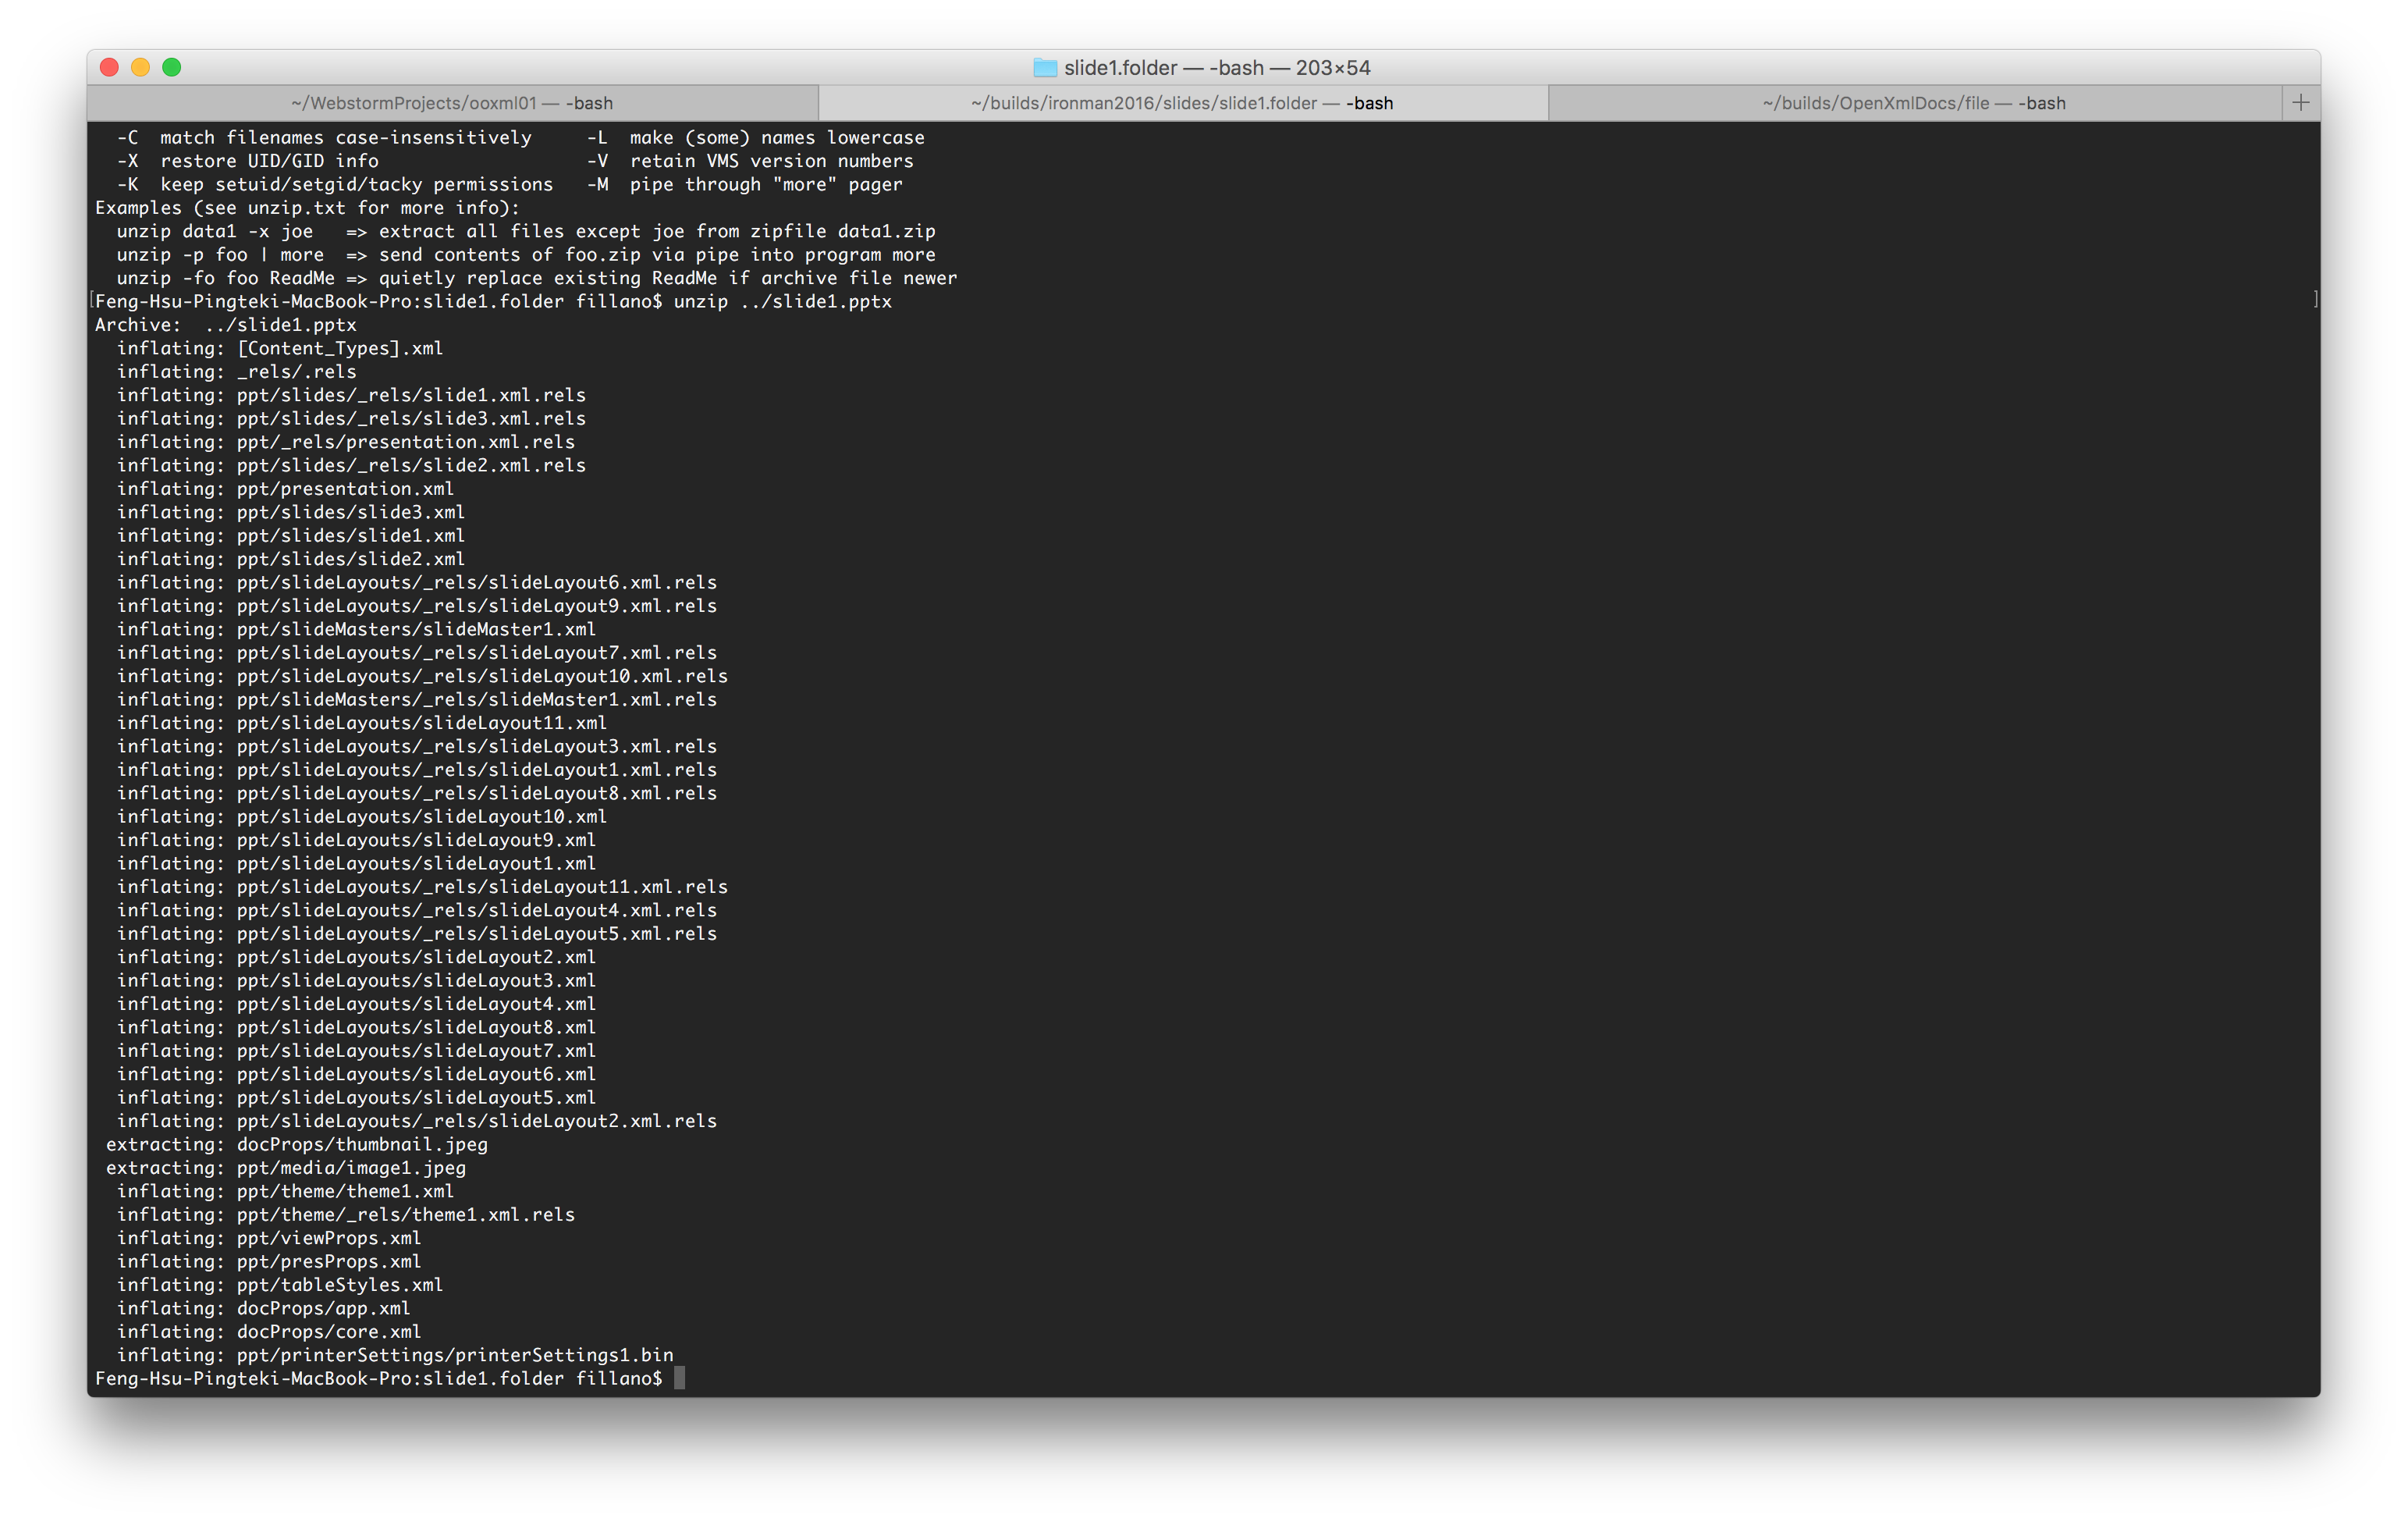 slide1.folder — -bash — 203×54
~/WebstormProjects/ooxml01 — -bash
~/builds/ironman2016/slides/slide1.folder — -bash
~/builds/OpenXmlDocs/file — -bash
-C  match filenames case-insensitively     -L  make (some) names lowercase
-X  restore UID/GID info                   -V  retain VMS version numbers
-K  keep setuid/setgid/tacky permissions   -M  pipe through "more" pager
Examples (see unzip.txt for more info):
unzip data1 -x joe   => extract all files except joe from zipfile data1.zip
unzip -p foo | more  => send contents of foo.zip via pipe into program more
unzip -fo foo ReadMe => quietly replace existing ReadMe if archive file newer
[Feng-Hsu-Pingteki-MacBook-Pro:slide1.folder fillano$ unzip ../slide1.pptx ]
Archive:  ../slide1.pptx
inflating: [Content_Types].xml
inflating: _rels/.rels
inflating: ppt/slides/_rels/slide1.xml.rels
inflating: ppt/slides/_rels/slide3.xml.rels
inflating: ppt/_rels/presentation.xml.rels
inflating: ppt/slides/_rels/slide2.xml.rels
inflating: ppt/presentation.xml
inflating: ppt/slides/slide3.xml
inflating: ppt/slides/slide1.xml
inflating: ppt/slides/slide2.xml
inflating: ppt/slideLayouts/_rels/slideLayout6.xml.rels
inflating: ppt/slideLayouts/_rels/slideLayout9.xml.rels
inflating: ppt/slideMasters/slideMaster1.xml
inflating: ppt/slideLayouts/_rels/slideLayout7.xml.rels
inflating: ppt/slideLayouts/_rels/slideLayout10.xml.rels
inflating: ppt/slideMasters/_rels/slideMaster1.xml.rels
inflating: ppt/slideLayouts/slideLayout11.xml
inflating: ppt/slideLayouts/_rels/slideLayout3.xml.rels
inflating: ppt/slideLayouts/_rels/slideLayout1.xml.rels
inflating: ppt/slideLayouts/_rels/slideLayout8.xml.rels
inflating: ppt/slideLayouts/slideLayout10.xml
inflating: ppt/slideLayouts/slideLayout9.xml
inflating: ppt/slideLayouts/slideLayout1.xml
inflating: ppt/slideLayouts/_rels/slideLayout11.xml.rels
inflating: ppt/slideLayouts/_rels/slideLayout4.xml.rels
inflating: ppt/slideLayouts/_rels/slideLayout5.xml.rels
inflating: ppt/slideLayouts/slideLayout2.xml
inflating: ppt/slideLayouts/slideLayout3.xml
inflating: ppt/slideLayouts/slideLayout4.xml
inflating: ppt/slideLayouts/slideLayout8.xml
inflating: ppt/slideLayouts/slideLayout7.xml
inflating: ppt/slideLayouts/slideLayout6.xml
inflating: ppt/slideLayouts/slideLayout5.xml
inflating: ppt/slideLayouts/_rels/slideLayout2.xml.rels
extracting: docProps/thumbnail.jpeg
extracting: ppt/media/image1.jpeg
inflating: ppt/theme/theme1.xml
inflating: ppt/theme/_rels/theme1.xml.rels
inflating: ppt/viewProps.xml
inflating: ppt/presProps.xml
inflating: ppt/tableStyles.xml
inflating: docProps/app.xml
inflating: docProps/core.xml
inflating: ppt/printerSettings/printerSettings1.bin
Feng-Hsu-Pingteki-MacBook-Pro:slide1.folder fillano$